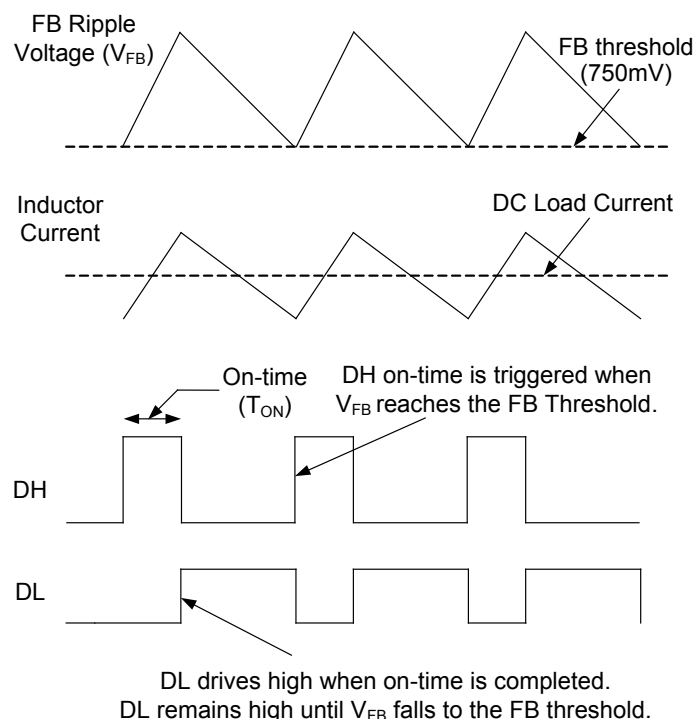 FB Ripple
Voltage (VFB)
FB threshold
(750mV)
Inductor
Current
DC Load Current
On-time
(TON)
DH on-time is triggered when
VFB reaches the FB Threshold.
DH
DL
DL drives high when on-time is completed.
DL remains high until VFB falls to the FB threshold.